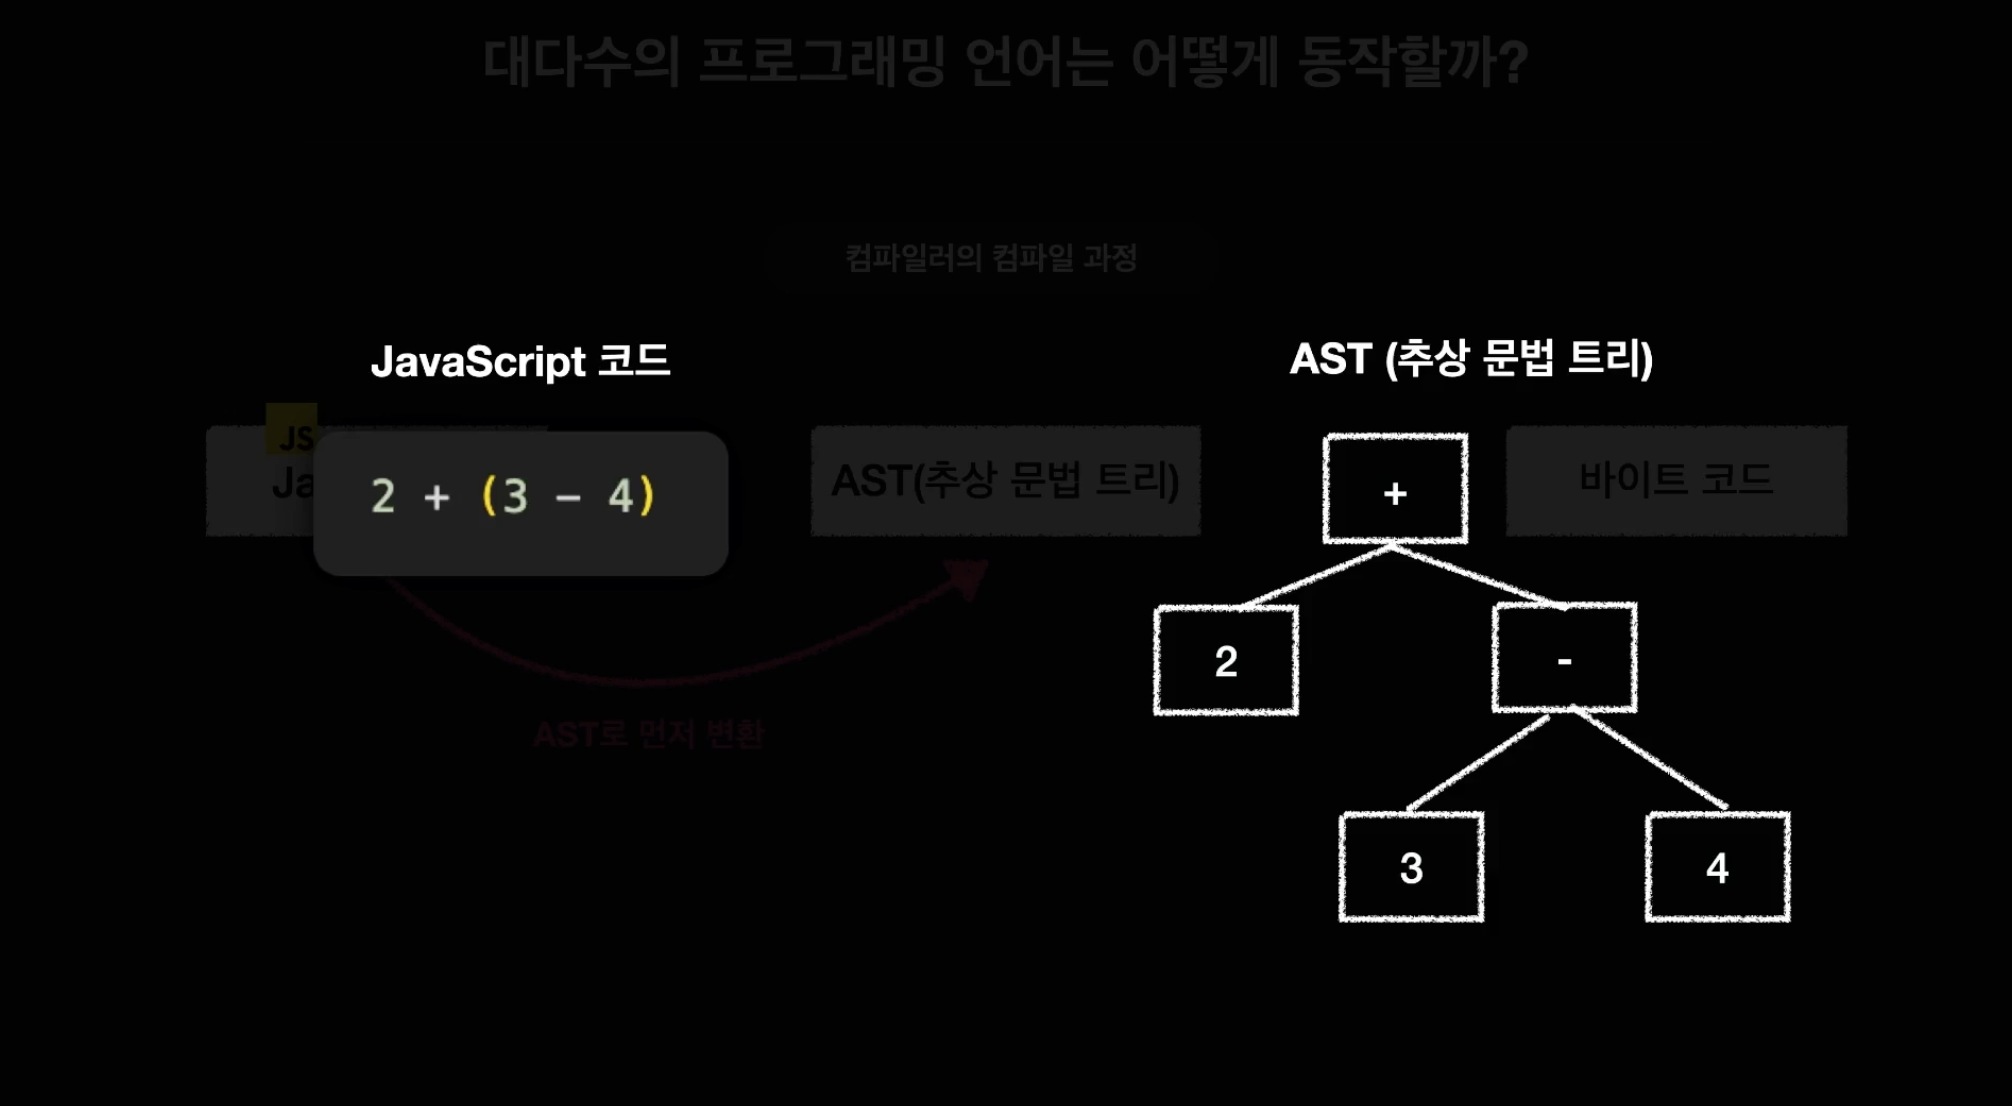 대다수의 프로그래밍 언어는 어떻게 동작할까?
컴파일러의 컴파일 과정
JavaScript 코드
AST (추상 문법 트리)
JS
Ja
2 + (3 - 4)
AST(추상 문법 트리)
바이트 코드
AST로 먼저 변환
+
2
-
3
4